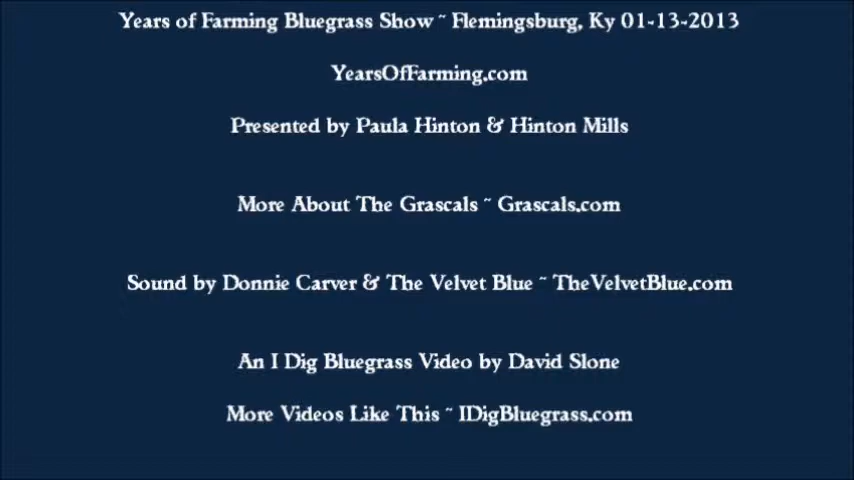 Years of Farming Bluegrass Show ~ Flemingsburg, Ky 01-13-2013
YearsOfFarming.com
Presented by Paula Hinton & Hinton Mills
More About The Grascals ~ Grascals.com
Sound by Donnie Carver & The Velvet Blue ~ TheVelvetBlue.com
An I Dig Bluegrass Video by David Slone
More Videos Like This ~ IDigBluegrass.com